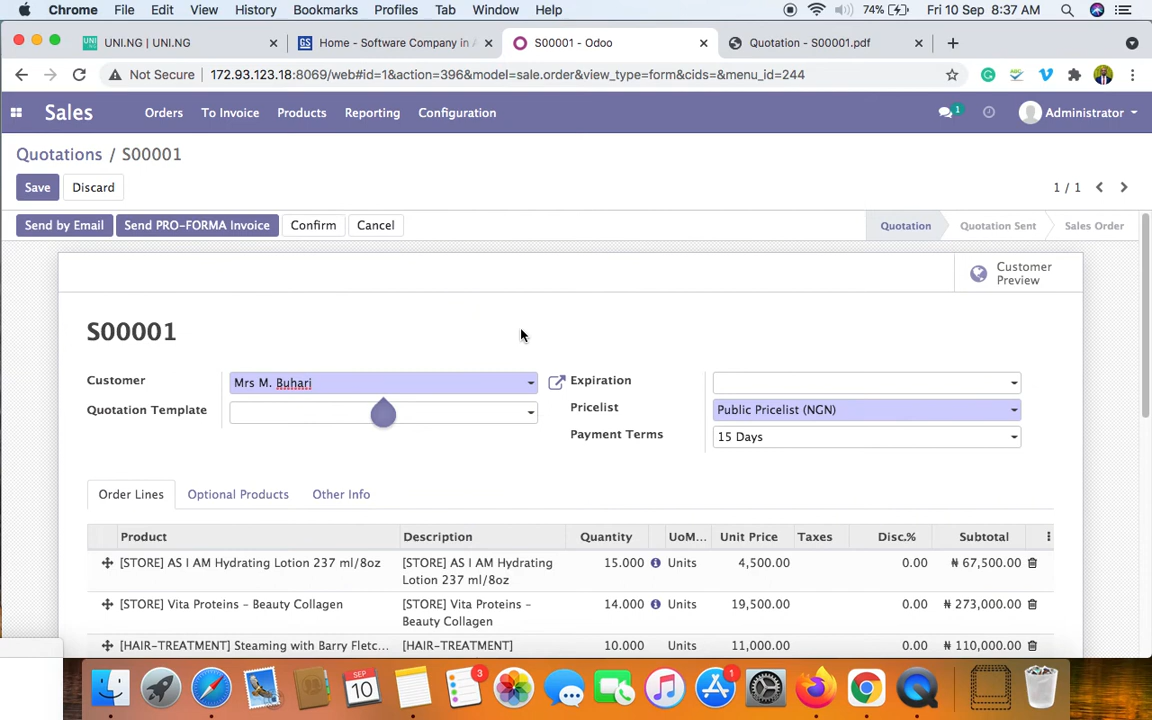 Chrome File Edit View History Bookmarks Profiles Tab Window Help 74% Fri 10 Sep 8:37 AM
UNI.NG | UNI.NG Home - Software Company in S00001 - Odoo Quotation - S00001.pdf
Not Secure 172.93.123.18:8069/web#id=1&action=396&model=sale.order&view_type=form&cids=&menu_id=244
Sales Orders To Invoice Products Reporting Configuration 1 Administrator
Quotations / S00001
Save Discard 1 / 1
Send by Email Send PRO-FORMA Invoice Confirm Cancel Quotation Quotation Sent Sales Order
Customer
Preview
S00001
Customer Mrs M. Buhari Expiration
Quotation Template Pricelist Public Pricelist (NGN)
Payment Terms 15 Days
Order Lines Optional Products Other Info
Product Description Quantity UoM... Unit Price Taxes Disc.% Subtotal
[STORE] AS I AM Hydrating Lotion 237 ml/8oz [STORE] AS I AM Hydrating 15.000 Units 4,500.00 0.00 ₦ 67,500.00
Lotion 237 ml/8oz
[STORE] Vita Proteins - Beauty Collagen [STORE] Vita Proteins - 14.000 Units 19,500.00 0.00 ₦ 273,000.00
Beauty Collagen
[HAIR-TREATMENT] Steaming with Barry Fletc... [HAIR-TREATMENT] 10.000 Units 11,000.00 0.00 ₦ 110,000.00
SEP
10
3
1